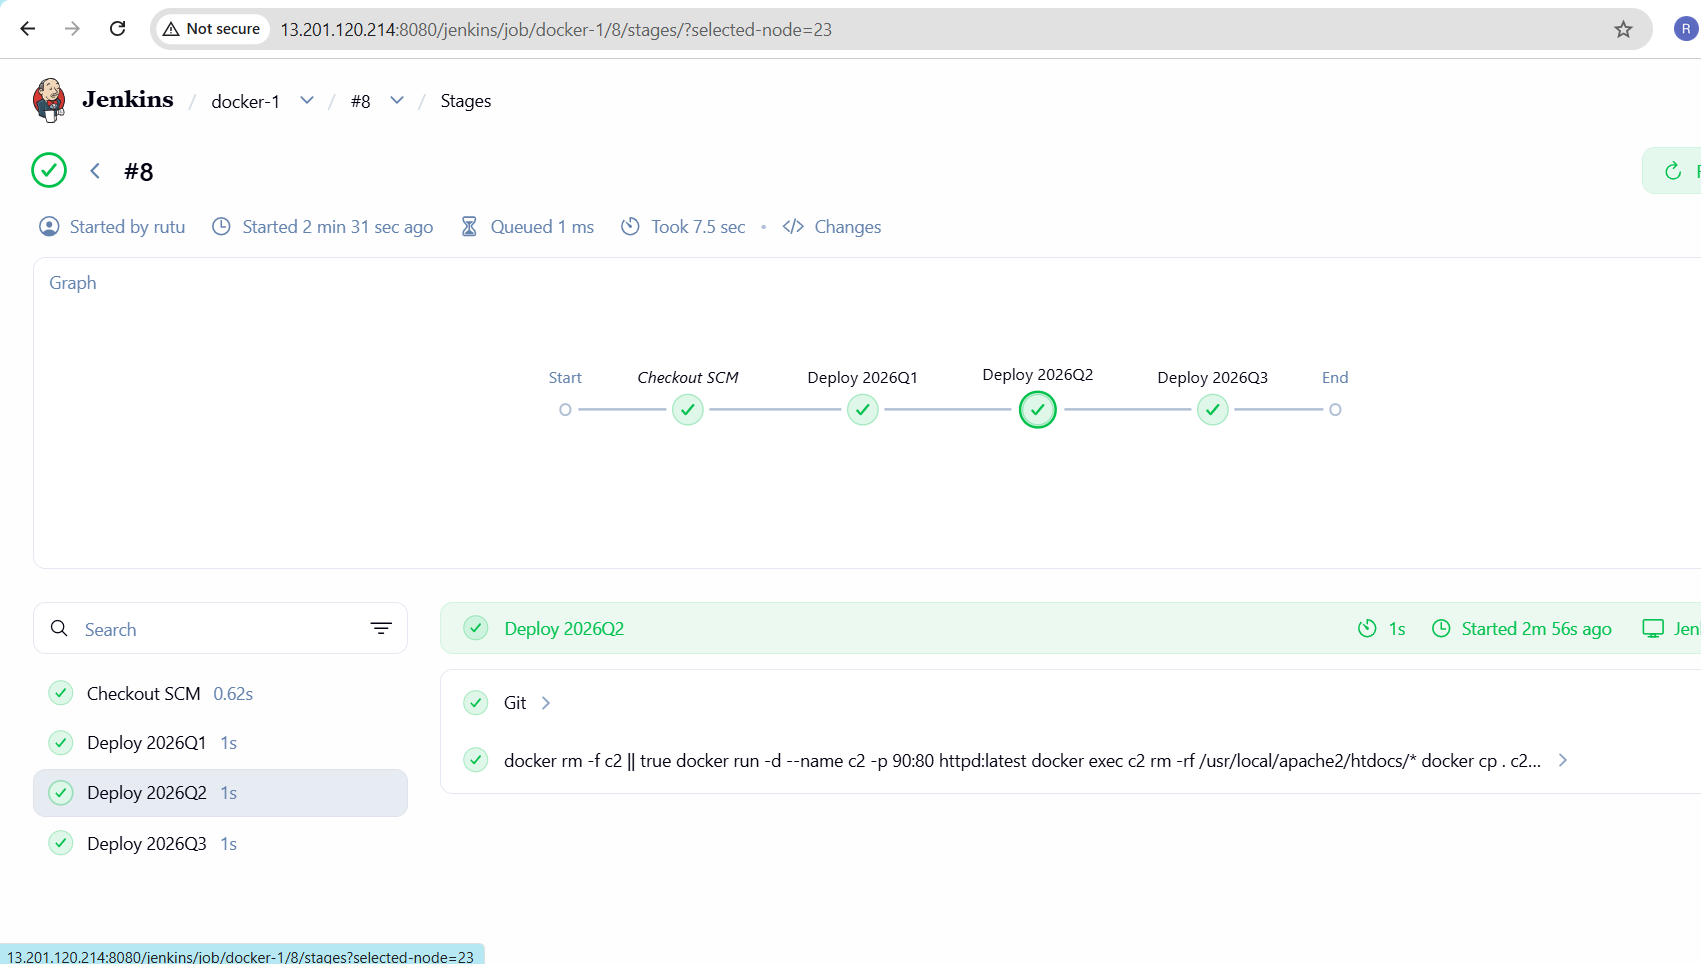 Not secure
13.201.120.214:8080/jenkins/job/docker-1/8/stages/?selected-node=23
R
Jenkins / docker-1 / #8 / Stages
#8
Started by rutu
Started 2 min 31 sec ago
Queued 1 ms
Took 7.5 sec
Changes
Graph
Start
Checkout SCM
Deploy 2026Q1
Deploy 2026Q2
Deploy 2026Q3
End
Search
Checkout SCM 0.62s
Deploy 2026Q1 1s
Deploy 2026Q2 1s
Deploy 2026Q3 1s
Deploy 2026Q2
1s
Started 2m 56s ago
Jen
Git
docker rm -f c2 || true docker run -d --name c2 -p 90:80 httpd:latest docker exec c2 rm -rf /usr/local/apache2/htdocs/* docker cp . c2...
13.201.120.214:8080/jenkins/job/docker-1/8/stages?selected-node=23